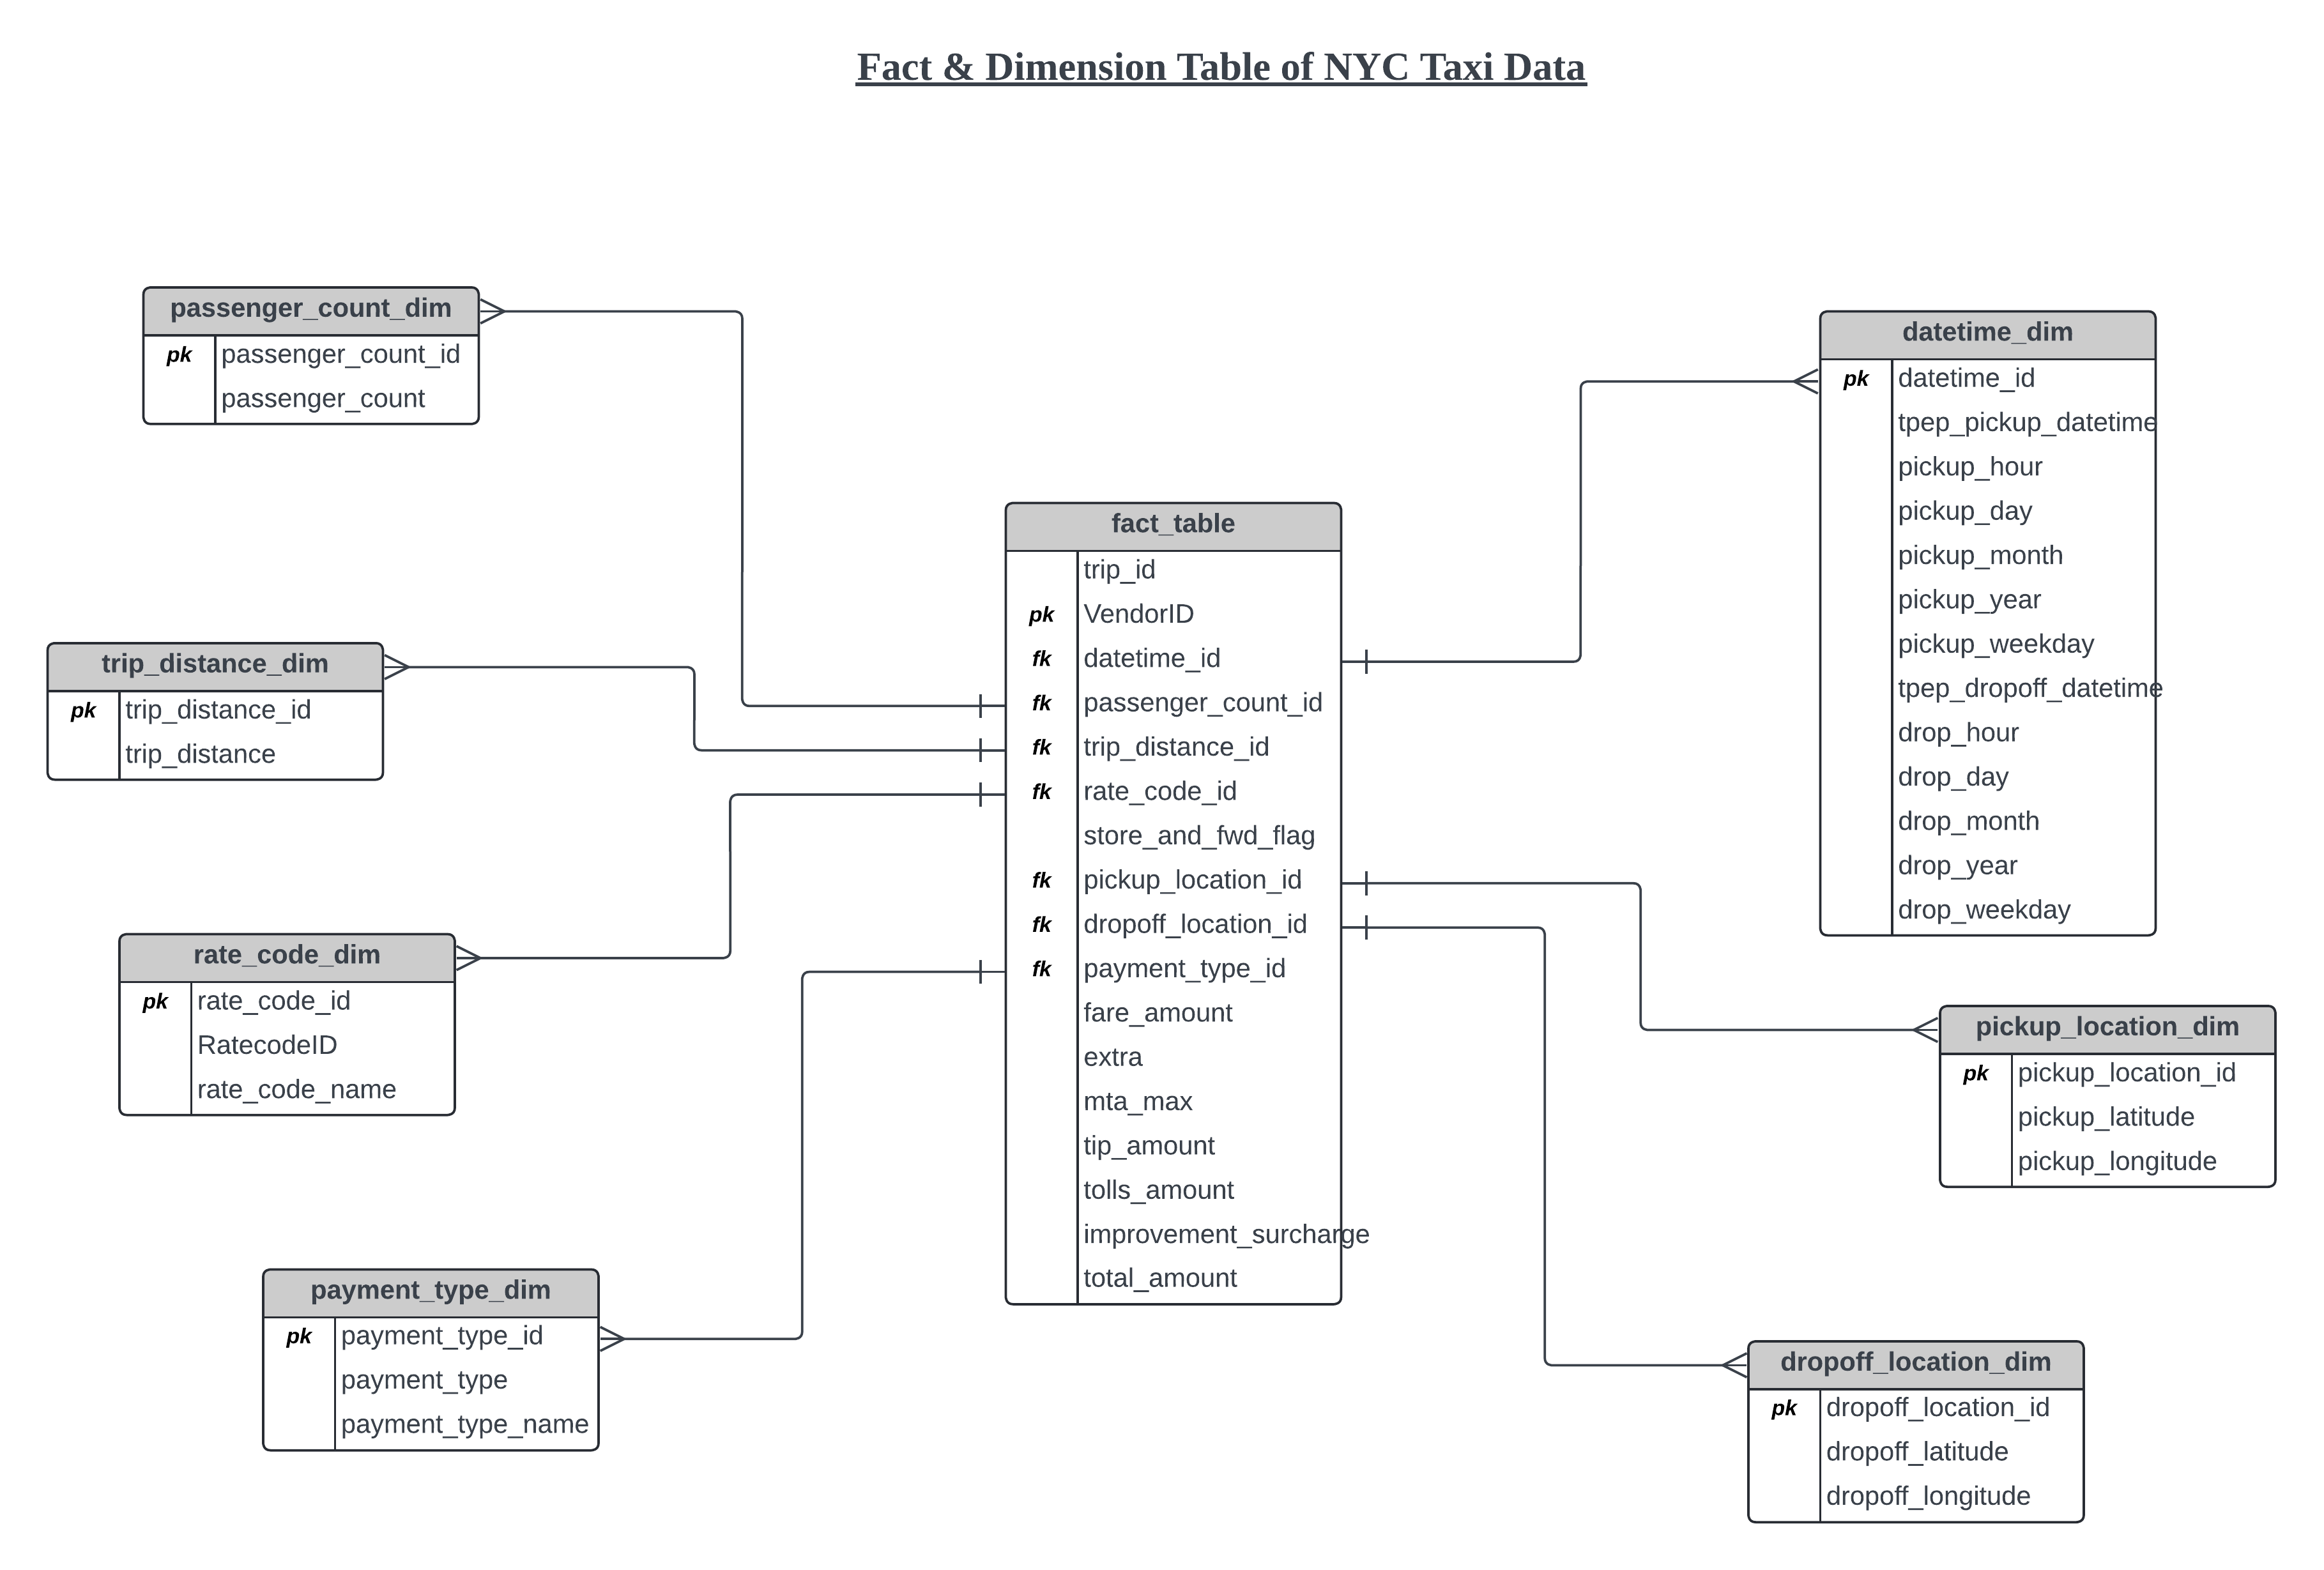 Fact & Dimension Table of NYC Taxi Data
passenger_count_dim
pk passenger_count_id
passenger_count
trip_distance_dim
pk trip_distance_id
trip_distance
rate_code_dim
pk rate_code_id
RatecodeID
rate_code_name
payment_type_dim
pk payment_type_id
payment_type
payment_type_name
fact_table
trip_id
pk VendorID
fk datetime_id
fk passenger_count_id
fk trip_distance_id
fk rate_code_id
store_and_fwd_flag
fk pickup_location_id
fk dropoff_location_id
fk payment_type_id
fare_amount
extra
mta_max
tip_amount
tolls_amount
improvement_surcharge
total_amount
datetime_dim
pk datetime_id
tpep_pickup_datetime
pickup_hour
pickup_day
pickup_month
pickup_year
pickup_weekday
tpep_dropoff_datetime
drop_hour
drop_day
drop_month
drop_year
drop_weekday
pickup_location_dim
pk pickup_location_id
pickup_latitude
pickup_longitude
dropoff_location_dim
pk dropoff_location_id
dropoff_latitude
dropoff_longitude